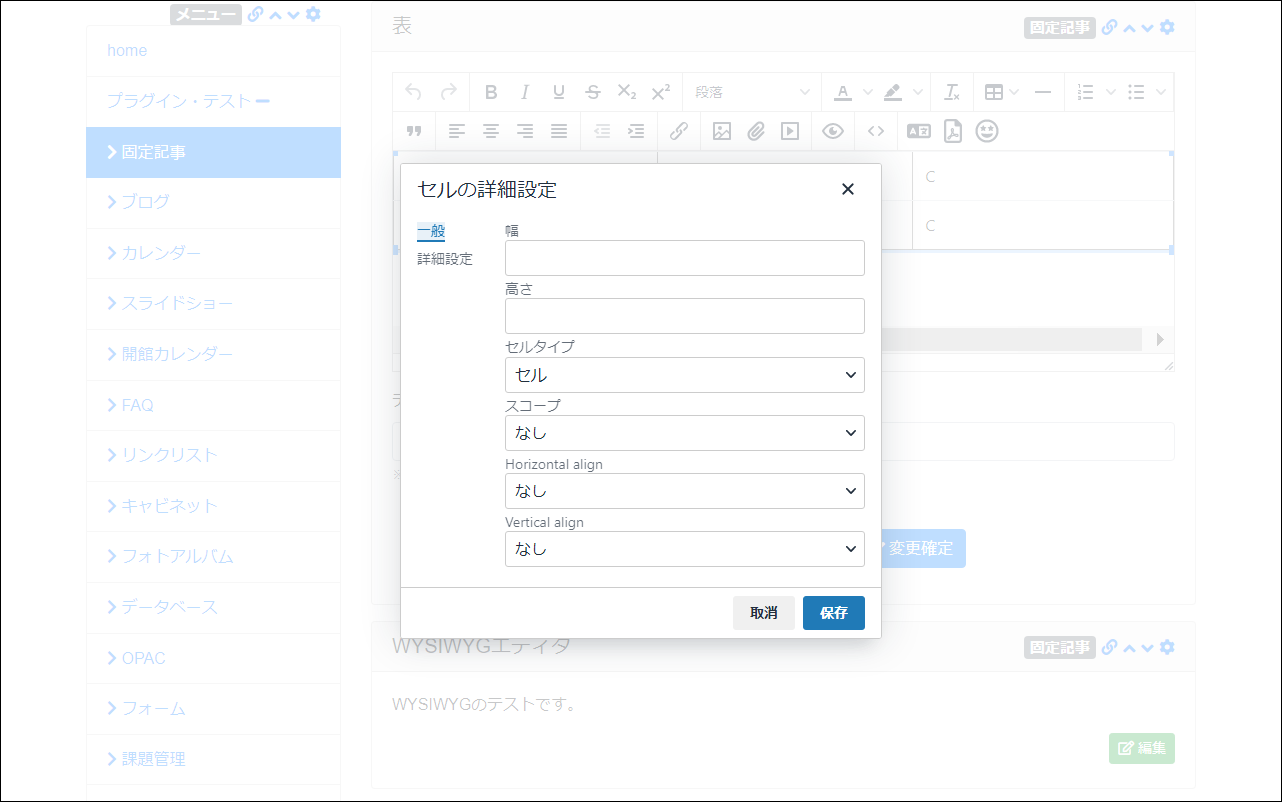 メニュー
home
プラグイン・テスト
固定記事
ブログ
カレンダー
スライドショー
開館カレンダー
FAQ
リンクリスト
キャビネット
フォトアルバム
データベース
OPAC
フォーム
課題管理
表
固定記事
段落
C
C
セルの詳細設定
一般
詳細設定
幅
高さ
セルタイプ
セル
スコープ
なし
Horizontal align
なし
Vertical align
なし
取消
保存
変更確定
WYSIWYGエディタ
固定記事
WYSIWYGのテストです。
編集